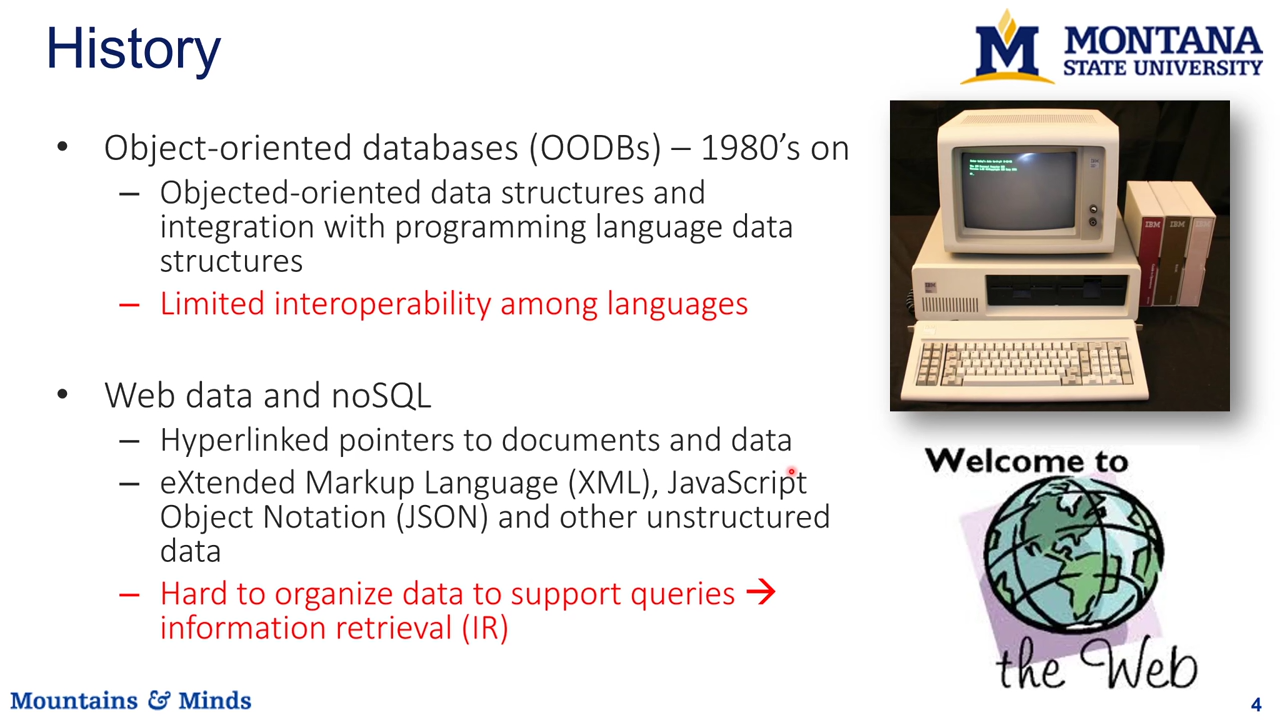 History
MONTANA
STATE UNIVERSITY
• Object-oriented databases (OODBs) – 1980’s on
– Objected-oriented data structures and
integration with programming language data
structures
– Limited interoperability among languages
IBM
IBM
IBM
• Web data and noSQL
– Hyperlinked pointers to documents and data
– eXtended Markup Language (XML), JavaScript
Object Notation (JSON) and other unstructured
data
– Hard to organize data to support queries →
information retrieval (IR)
Welcome to
the Web
Mountains & Minds
4